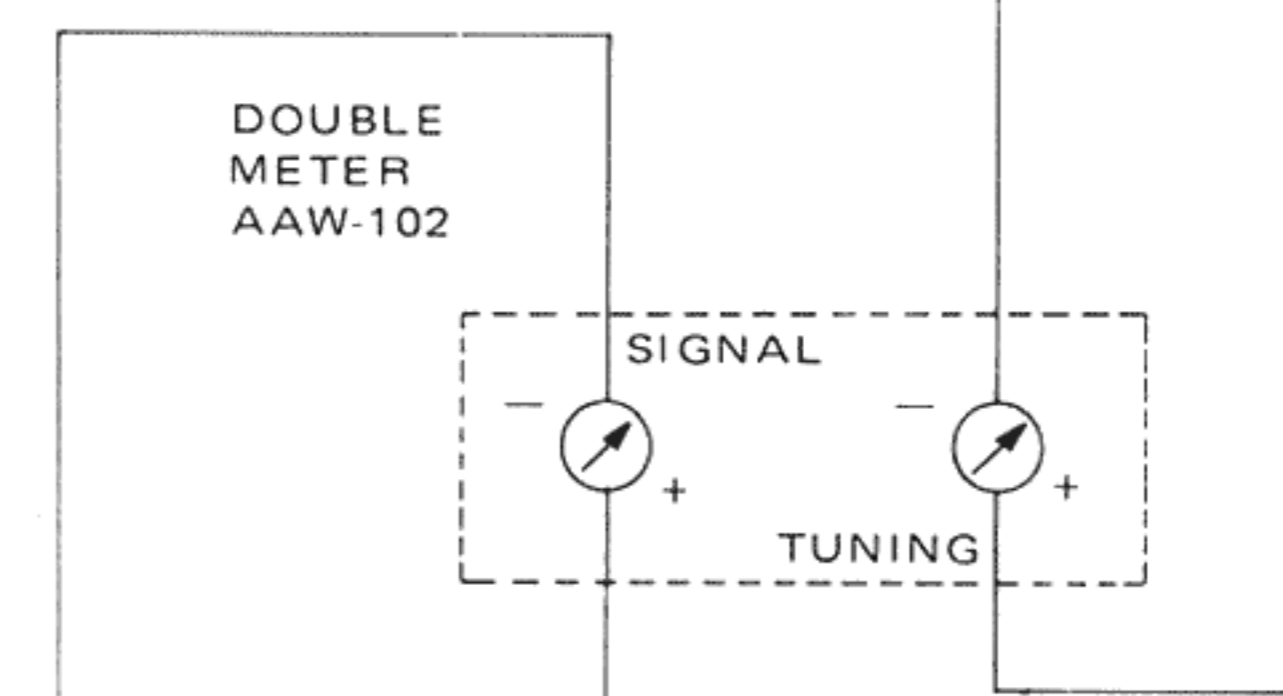 DOUBLE
METER
AAW-102
SIGNAL
— —
+ +
TUNING